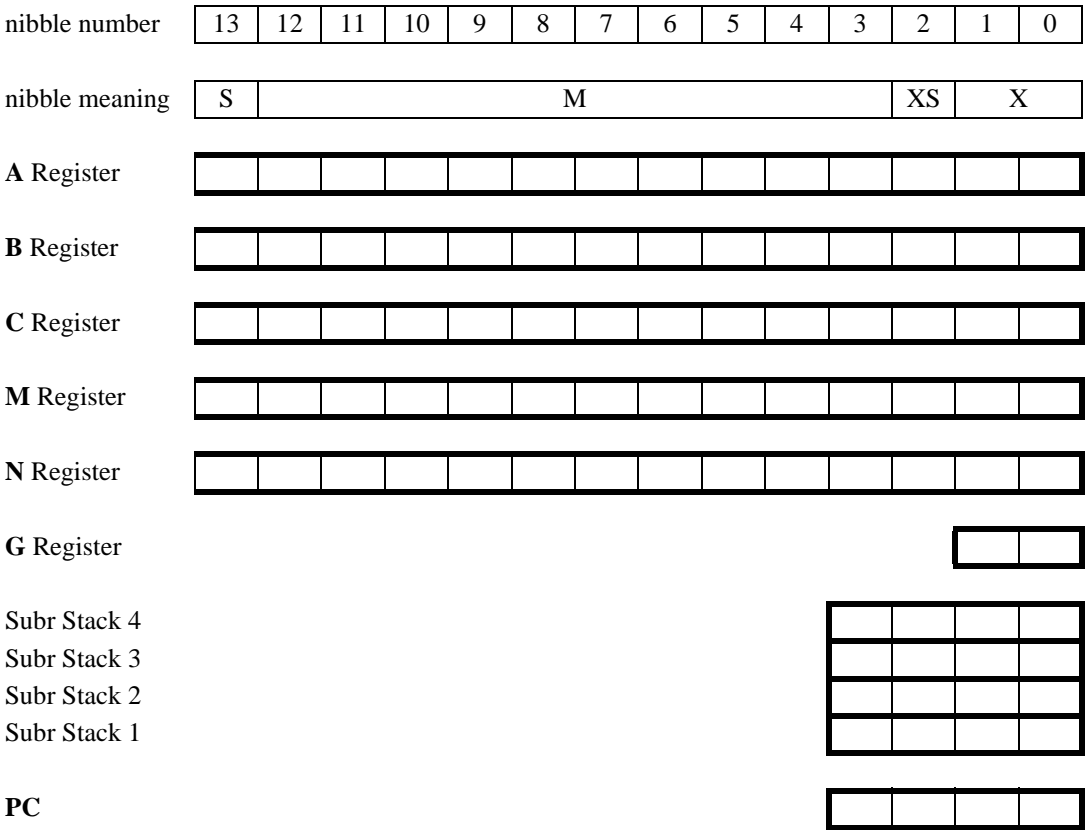 nibble number 13 12 11 10 9 8 7 6 5 4 3 2 1 0
nibble meaning S M XS X
A Register
B Register
C Register
M Register
N Register
G Register
Subr Stack 4
Subr Stack 3
Subr Stack 2
Subr Stack 1
PC